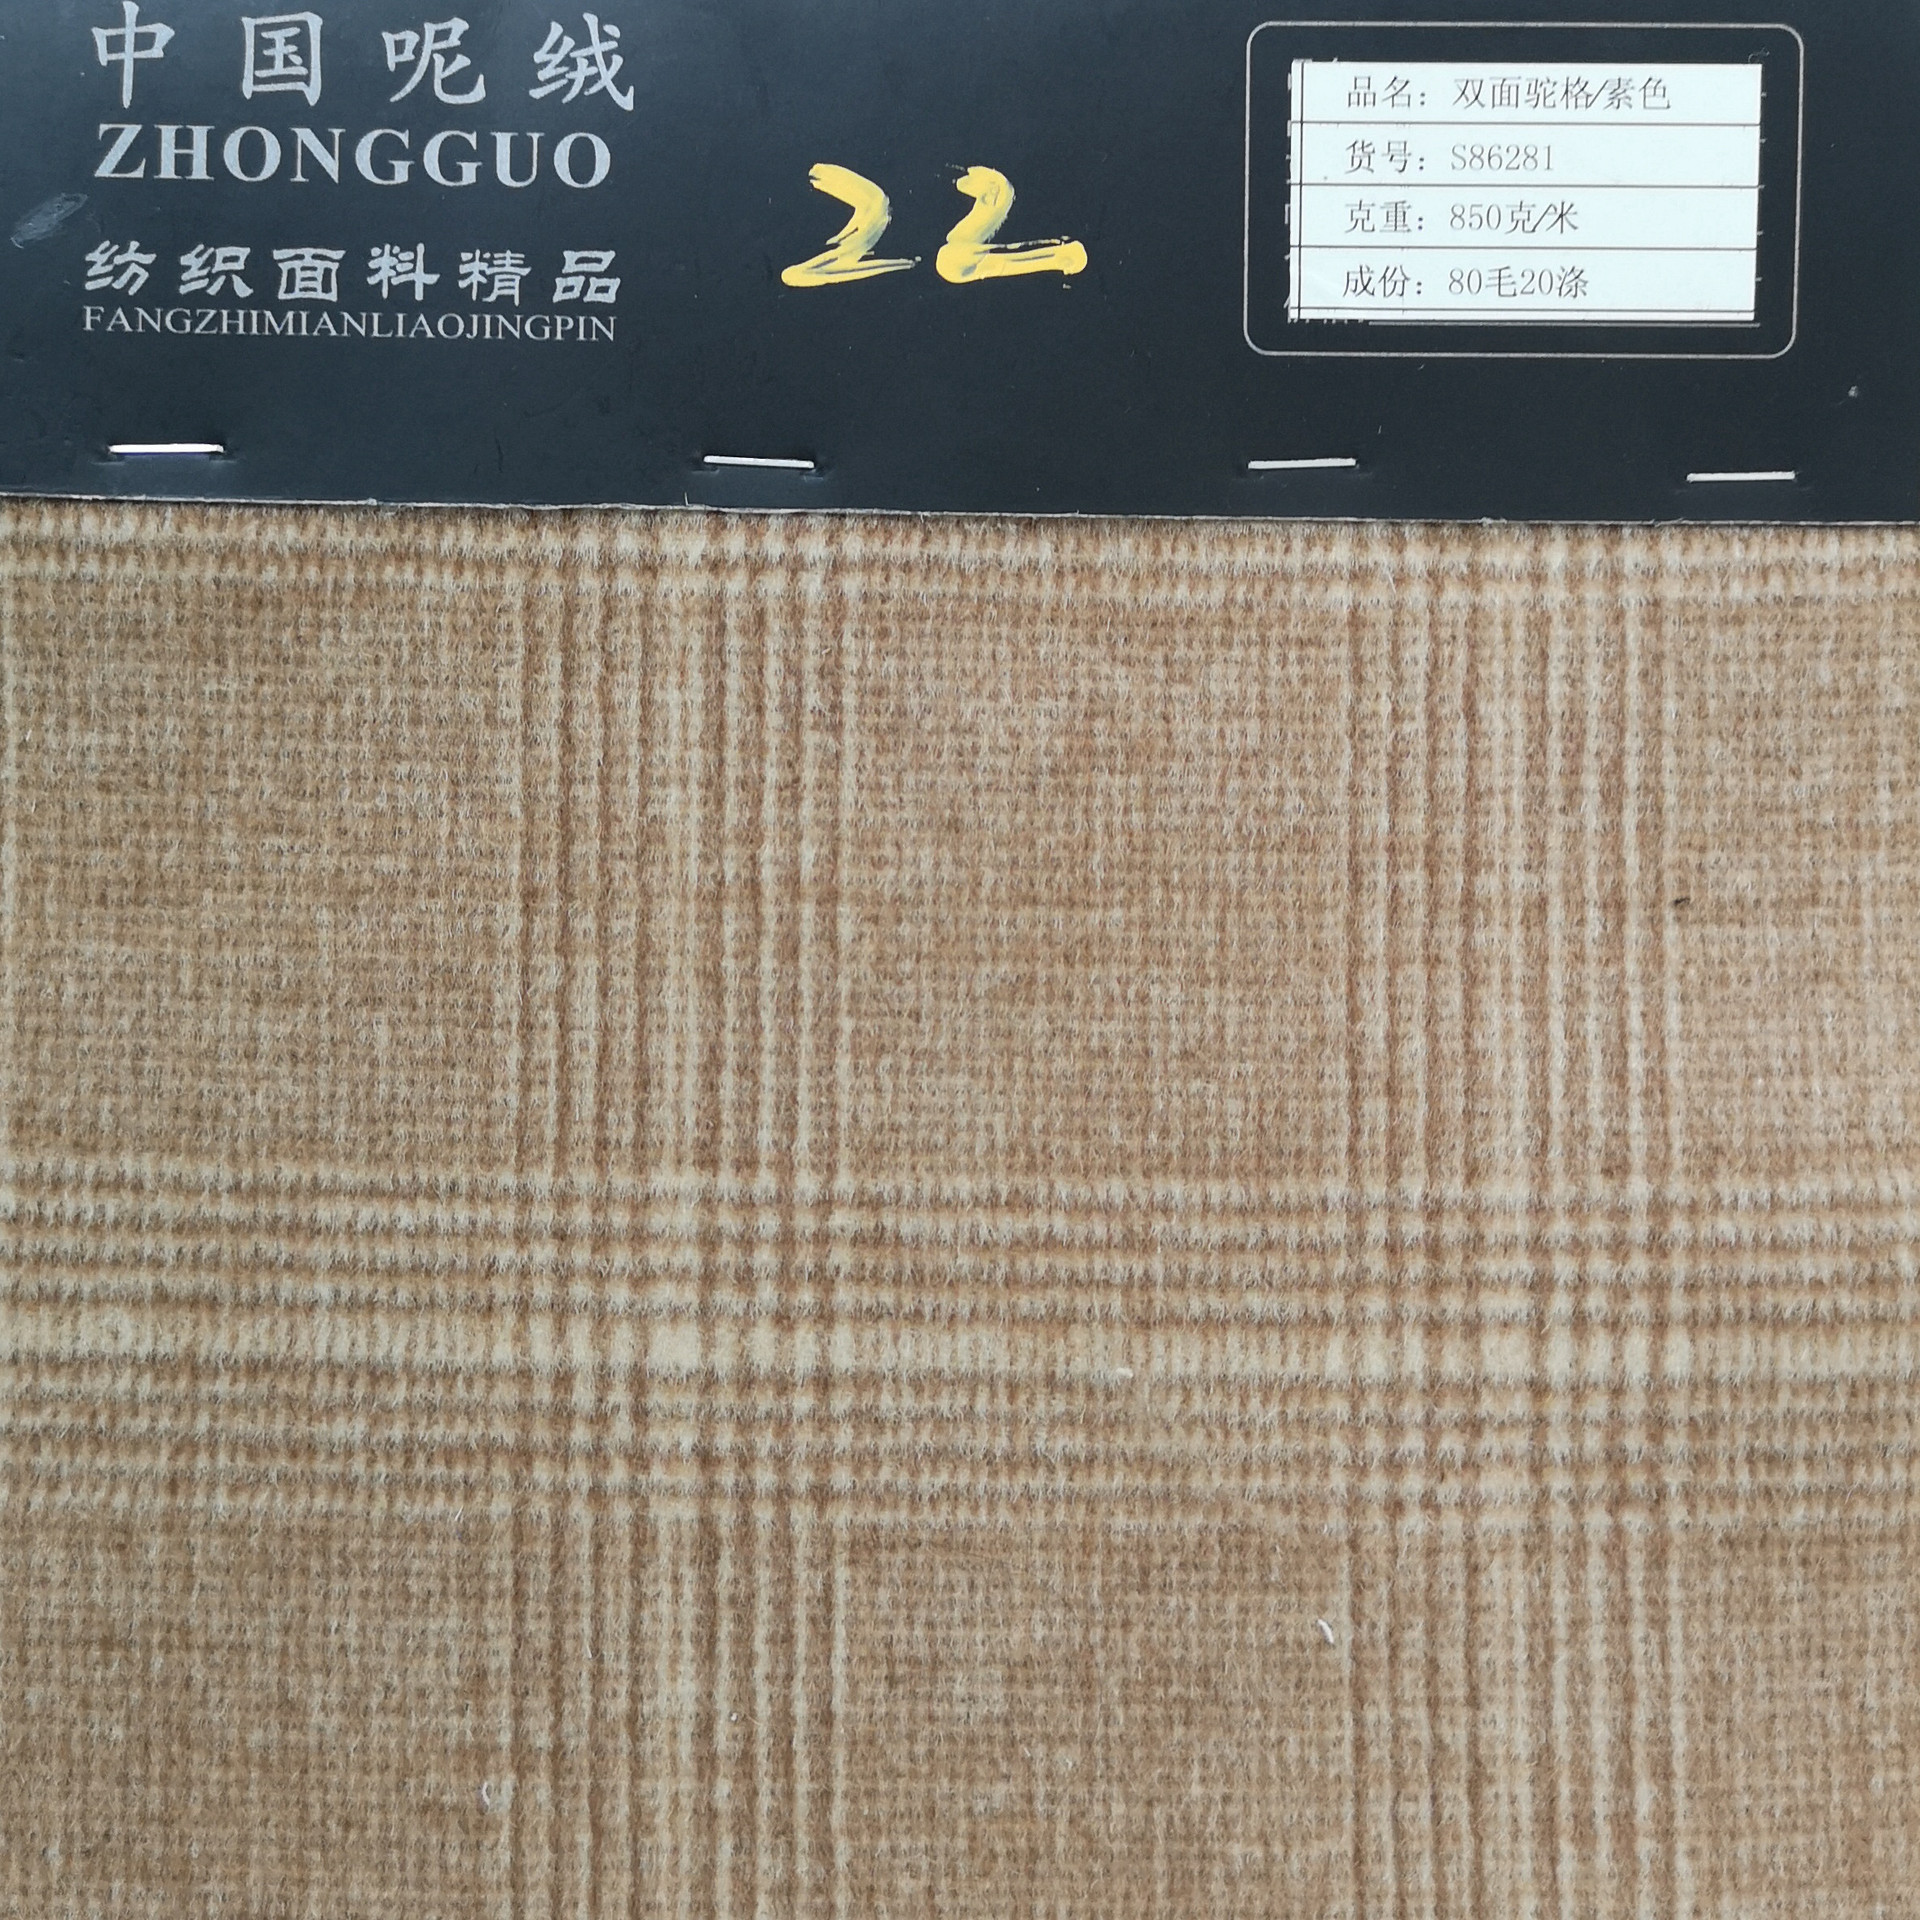 中国呢绒
ZHONGGUO
纺织面料精品
FANGZHIMIANLIAOJINGPIN
22
品名：双面驼格/素色
货号：S86281
克重：850克/米
成份：80毛20涤